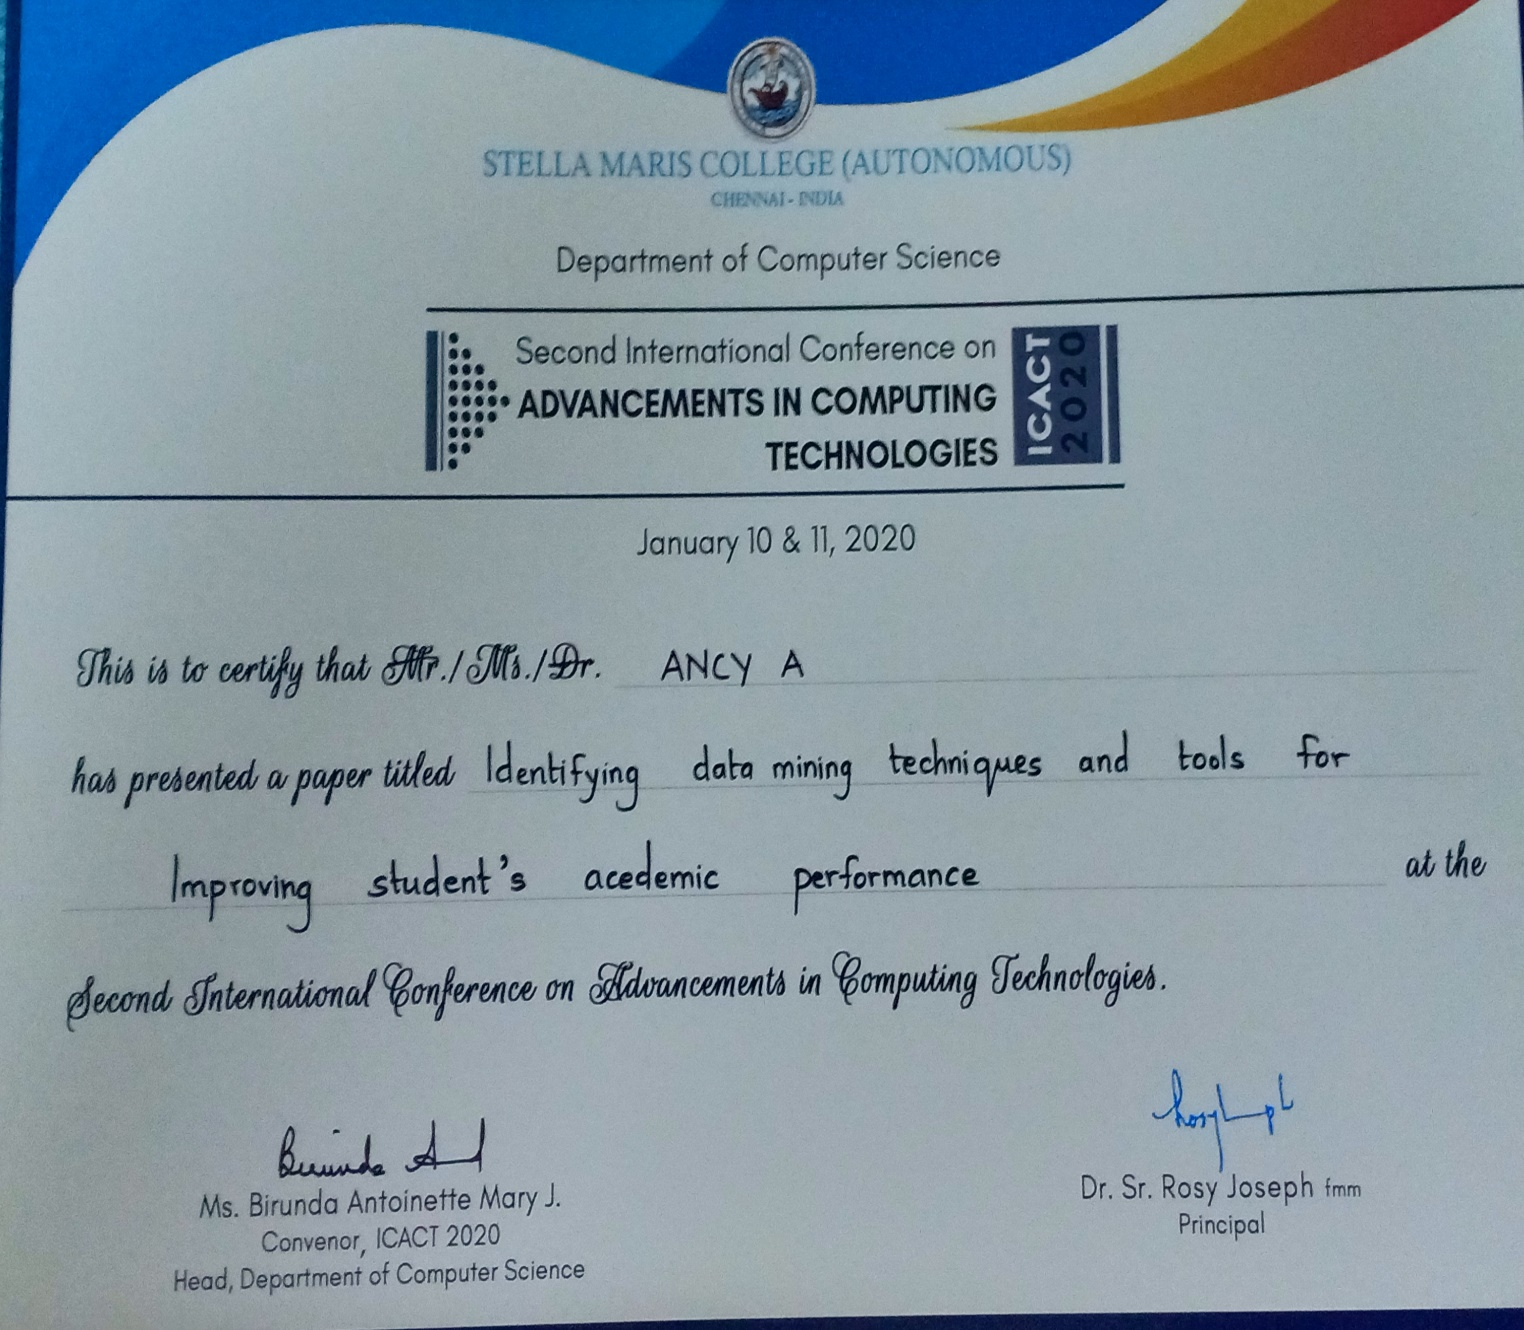 STELLA MARIS COLLEGE (AUTONOMOUS)
CHENNAI - INDIA
Department of Computer Science
Second International Conference on
ADVANCEMENTS IN COMPUTING
TECHNOLOGIES
ICACT
2020
January 10 & 11, 2020
This is to certify that Mr./Ms./Dr. ANCY A
has presented a paper titled Identifying data mining techniques and tools for
Improving student's acedemic performance at the
Second International Conference on Advancements in Computing Technologies.
Birunda
Ms. Birunda Antoinette Mary J.
Convenor, ICACT 2020
Head, Department of Computer Science
Dr. Sr. Rosy Joseph fmm
Principal